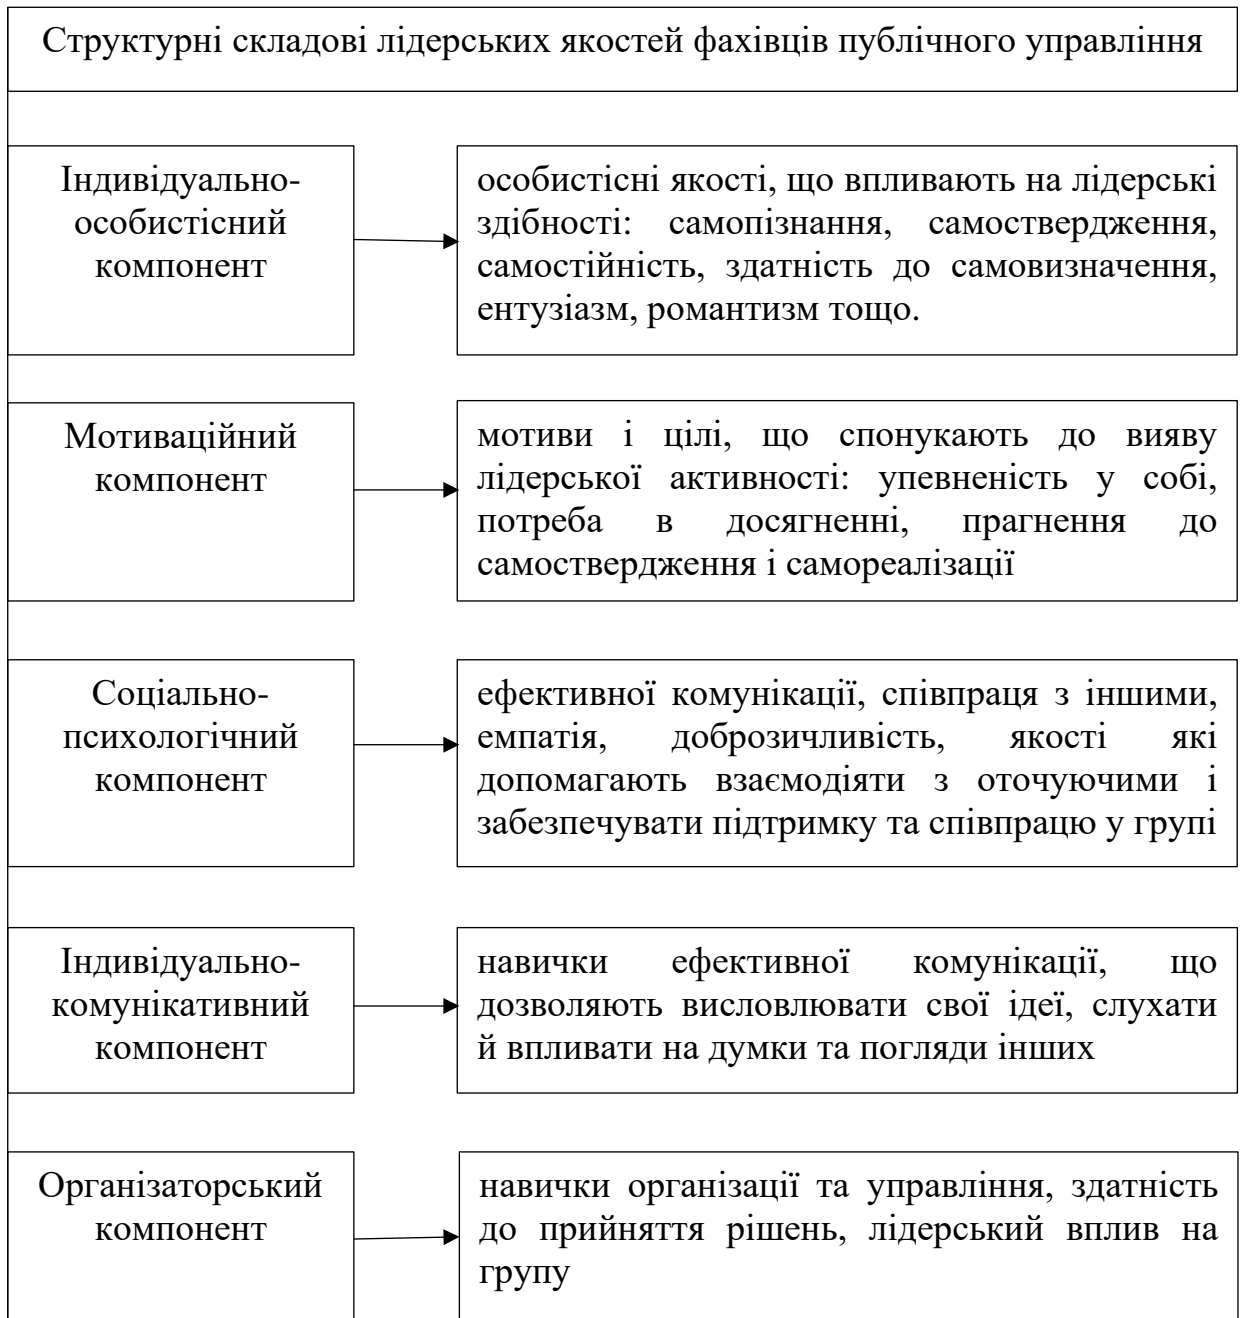 Структурні складові лідерських якостей фахівців публічного управління
Індивідуально-
особистісний
компонент
особистісні якості, що впливають на лідерські
здібності: самопізнання, самоствердження,
самостійність, здатність до самовизначення,
ентузіазм, романтизм тощо.
Мотиваційний
компонент
мотиви і цілі, що спонукають до вияву
лідерської активності: упевненість у собі,
потреба в досягненні, прагнення до
самоствердження і самореалізації
Соціально-
психологічний
компонент
ефективної комунікації, співпраця з іншими,
емпатія, доброзичливість, якості які
допомагають взаємодіяти з оточуючими і
забезпечувати підтримку та співпрацю у групі
Індивідуально-
комунікативний
компонент
навички ефективної комунікації, що
дозволяють висловлювати свої ідеї, слухати
й впливати на думки та погляди інших
Організаторський
компонент
навички організації та управління, здатність
до прийняття рішень, лідерський вплив на
групу